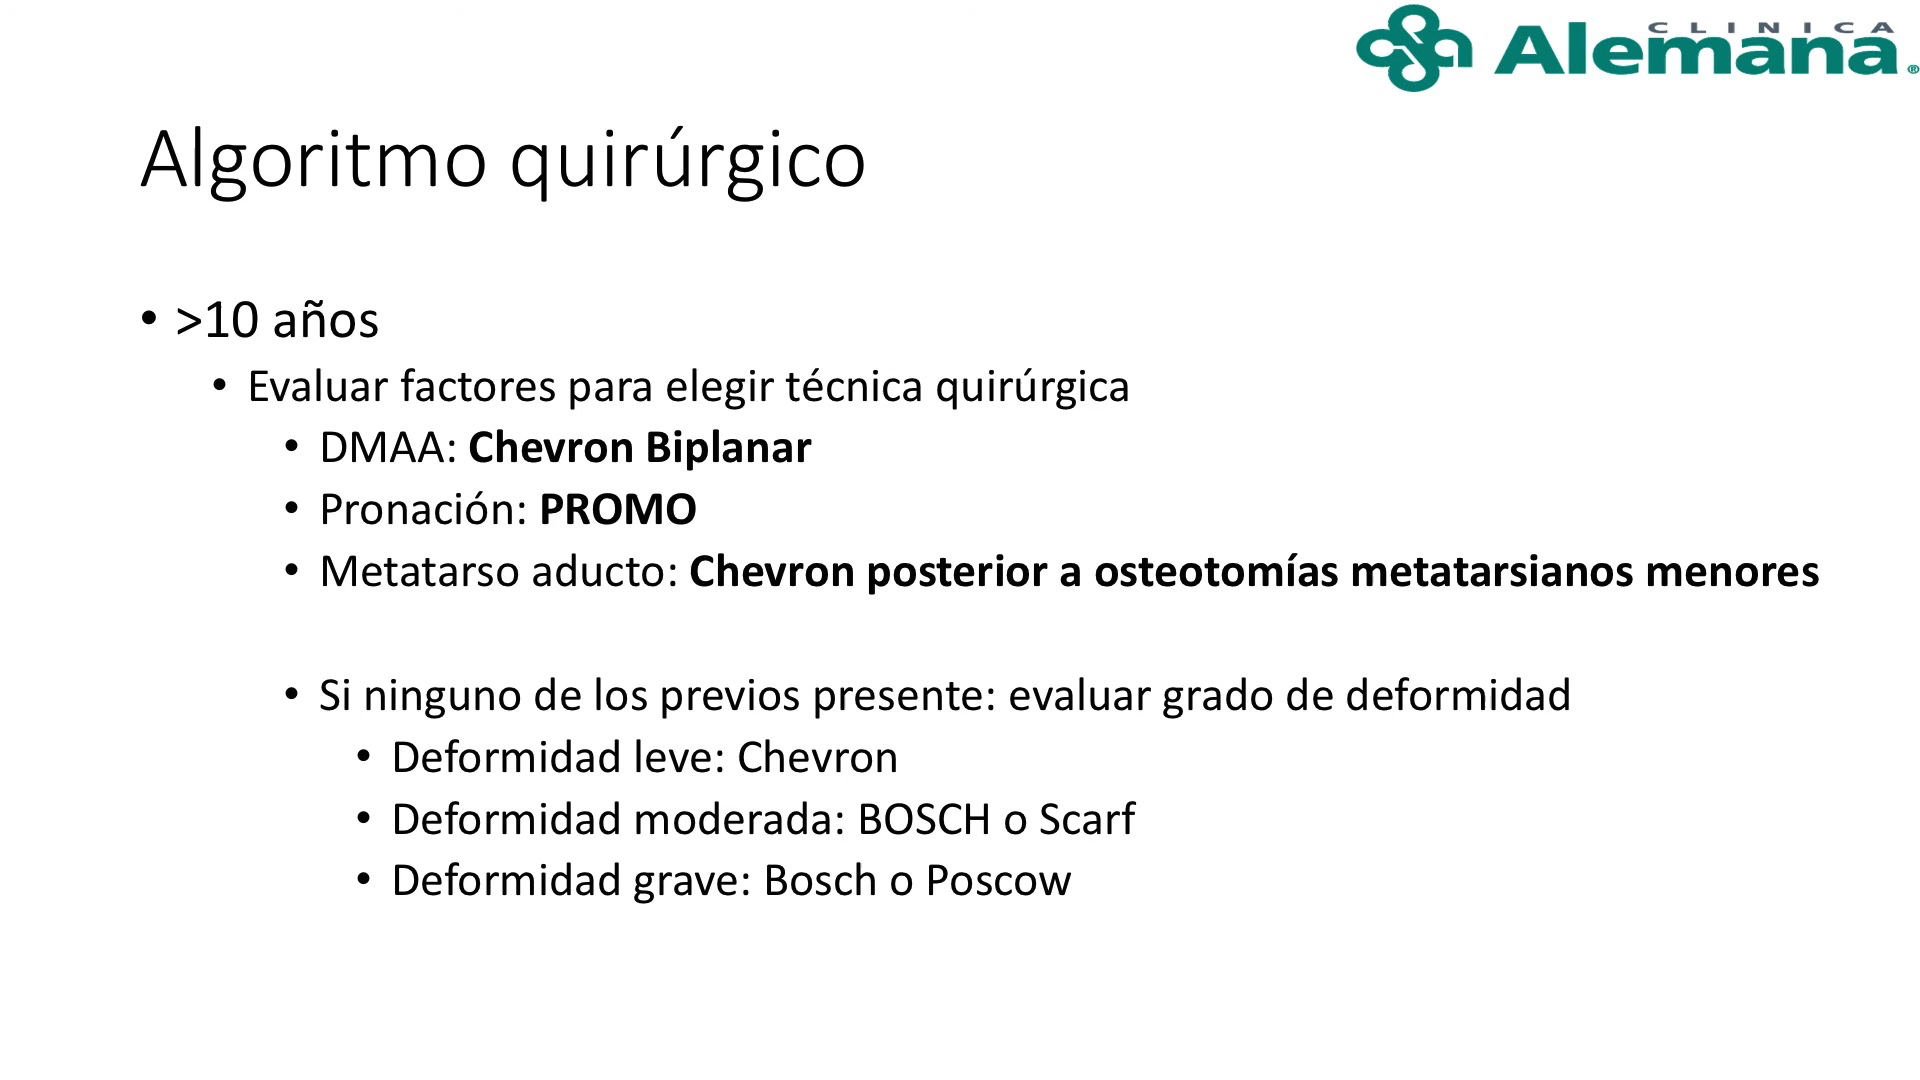 CLINICA
Alemana®
Algoritmo quirúrgico
• >10 años
• Evaluar factores para elegir técnica quirúrgica
• DMAA: Chevron Biplanar
• Pronación: PROMO
• Metatarso aducto: Chevron posterior a osteotomías metatarsianos menores
• Si ninguno de los previos presente: evaluar grado de deformidad
• Deformidad leve: Chevron
• Deformidad moderada: BOSCH o Scarf
• Deformidad grave: Bosch o Poscow